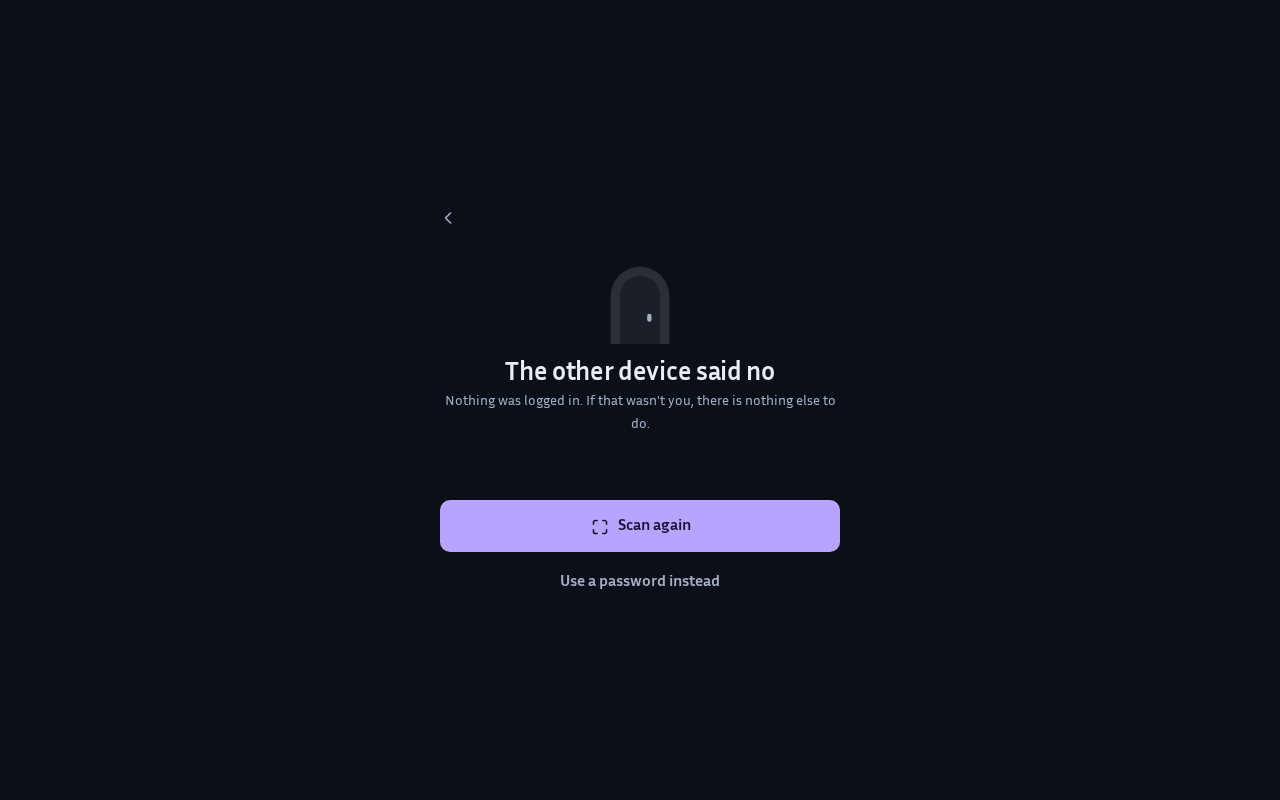 The other device said no
Nothing was logged in. If that wasn't you, there is nothing else to
do.
Scan again
Use a password instead